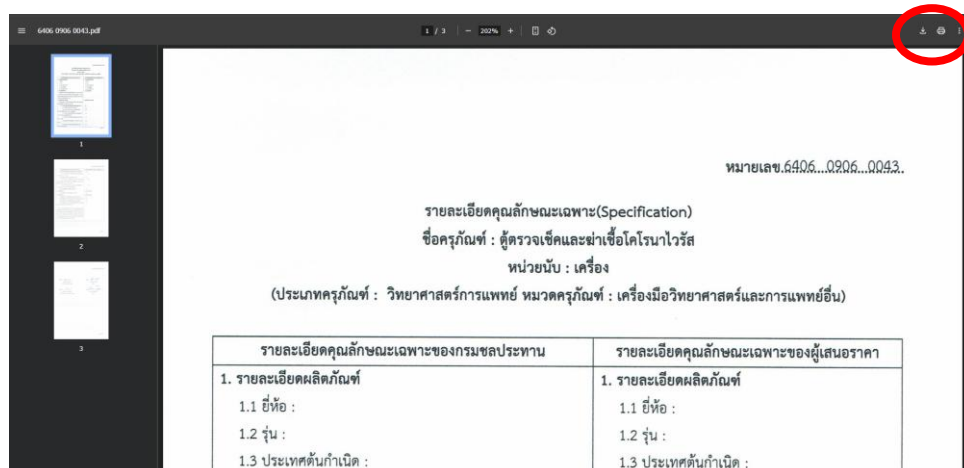 6406 0906 0043.pdf
1 / 3 — 202% +
1
2
3
หมายเลข.6406...0906...0043.
รายละเอียดคุณลักษณะเฉพาะ(Specification)
ชื่อครุภัณฑ์ : ตู้ตรวจเช็คและฆ่าเชื้อโคโรนาไวรัส
หน่วยนับ : เครื่อง
(ประเภทครุภัณฑ์ : วิทยาศาสตร์การแพทย์ หมวดครุภัณฑ์ : เครื่องมือวิทยาศาสตร์และการแพทย์อื่น)
รายละเอียดคุณลักษณะเฉพาะของกรมชลประทาน
รายละเอียดคุณลักษณะเฉพาะของผู้เสนอราคา
1. รายละเอียดผลิตภัณฑ์
1.1 ยี่ห้อ :
1.2 รุ่น :
1.3 ประเทศต้นกำเนิด :
1. รายละเอียดผลิตภัณฑ์
1.1 ยี่ห้อ :
1.2 รุ่น :
1.3 ประเทศต้นกำเนิด :